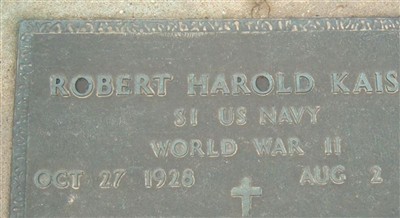 ROBERT HAROLD KAIS
S1 US NAVY
WORLD WAR II
OCT 27 1928 AUG 2